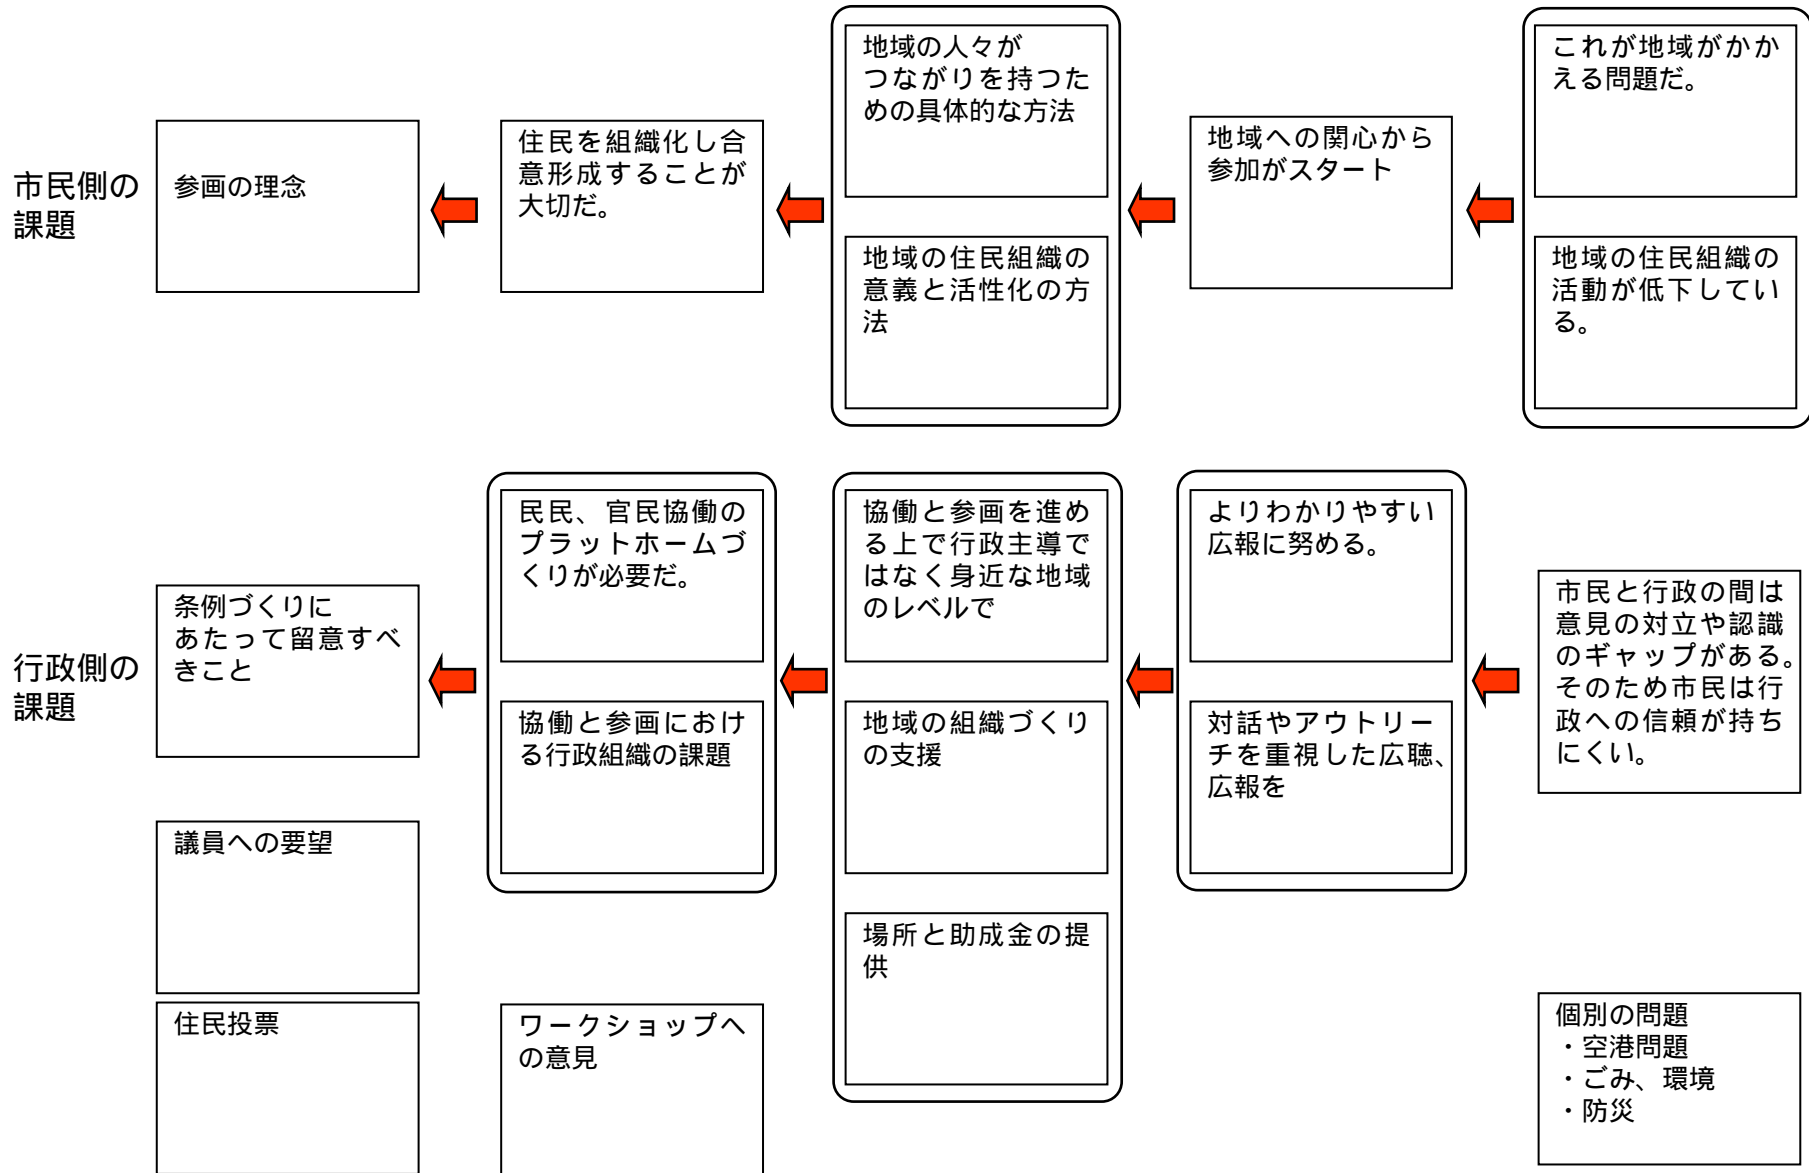 市民側の
課題
参画の理念
住民を組織化し合
意形成することが
大切だ。
地域の人々が
つながりを持つた
めの具体的な方法
地域の住民組織の
意義と活性化の方
法
地域への関心から
参加がスタート
これが地域がかか
える問題だ。
地域の住民組織の
活動が低下してい
る。
行政側の
課題
条例づくりに
あたって留意すべ
きこと
民民、官民協働の
プラットホームづ
くりが必要だ。
協働と参画におけ
る行政組織の課題
協働と参画を進め
る上で行政主導で
はなく身近な地域
のレベルで
地域の組織づくり
の支援
場所と助成金の提
供
よりわかりやすい
広報に努める。
対話やアウトリー
チを重視した広聴、
広報を
市民と行政の間は
意見の対立や認識
のギャップがある。
そのため市民は行
政への信頼が持ち
にくい。
議員への要望
住民投票
ワークショップへ
の意見
個別の問題
・空港問題
・ごみ、環境
・防災